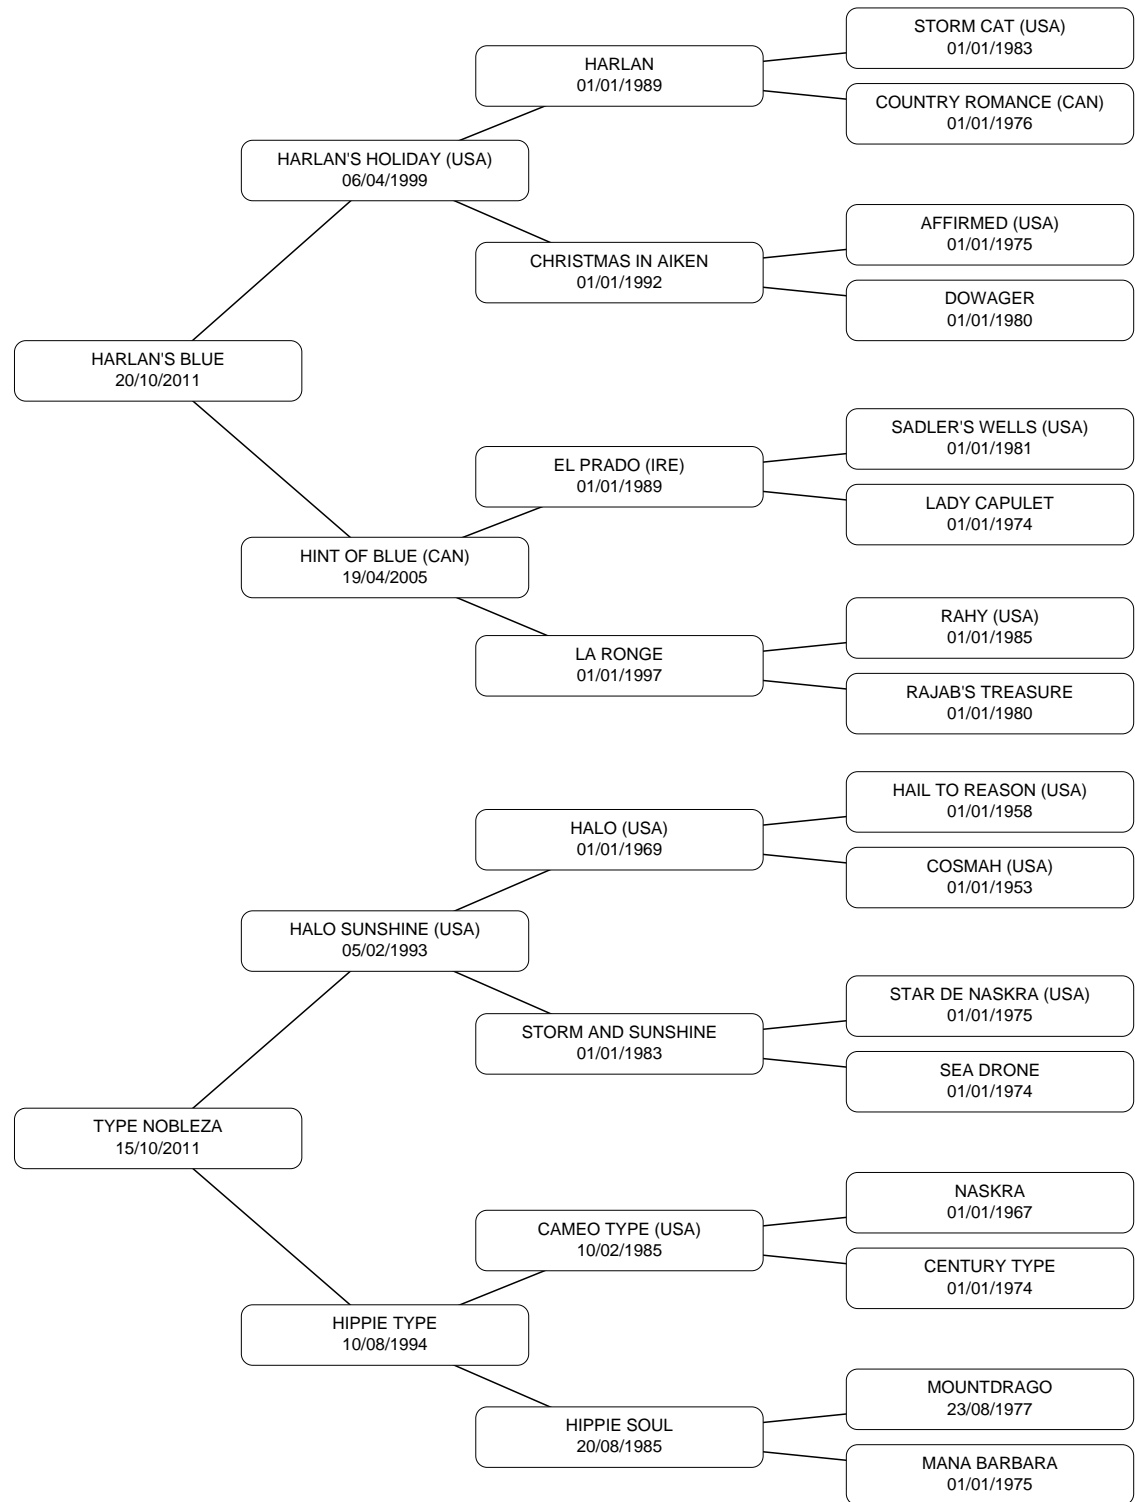 STORM CAT (USA)
01/01/1983
HARLAN
01/01/1989
COUNTRY ROMANCE (CAN)
01/01/1976
HARLAN'S HOLIDAY (USA)
06/04/1999
AFFIRMED (USA)
01/01/1975
CHRISTMAS IN AIKEN
01/01/1992
DOWAGER
01/01/1980
HARLAN'S BLUE
20/10/2011
SADLER'S WELLS (USA)
01/01/1981
EL PRADO (IRE)
01/01/1989
LADY CAPULET
01/01/1974
HINT OF BLUE (CAN)
19/04/2005
RAHY (USA)
01/01/1985
LA RONGE
01/01/1997
RAJAB'S TREASURE
01/01/1980
HAIL TO REASON (USA)
01/01/1958
HALO (USA)
01/01/1969
COSMAH (USA)
01/01/1953
HALO SUNSHINE (USA)
05/02/1993
STAR DE NASKRA (USA)
01/01/1975
STORM AND SUNSHINE
01/01/1983
SEA DRONE
01/01/1974
TYPE NOBLEZA
15/10/2011
NASKRA
01/01/1967
CAMEO TYPE (USA)
10/02/1985
CENTURY TYPE
01/01/1974
HIPPIE TYPE
10/08/1994
MOUNTDRAGO
23/08/1977
HIPPIE SOUL
20/08/1985
MANA BARBARA
01/01/1975